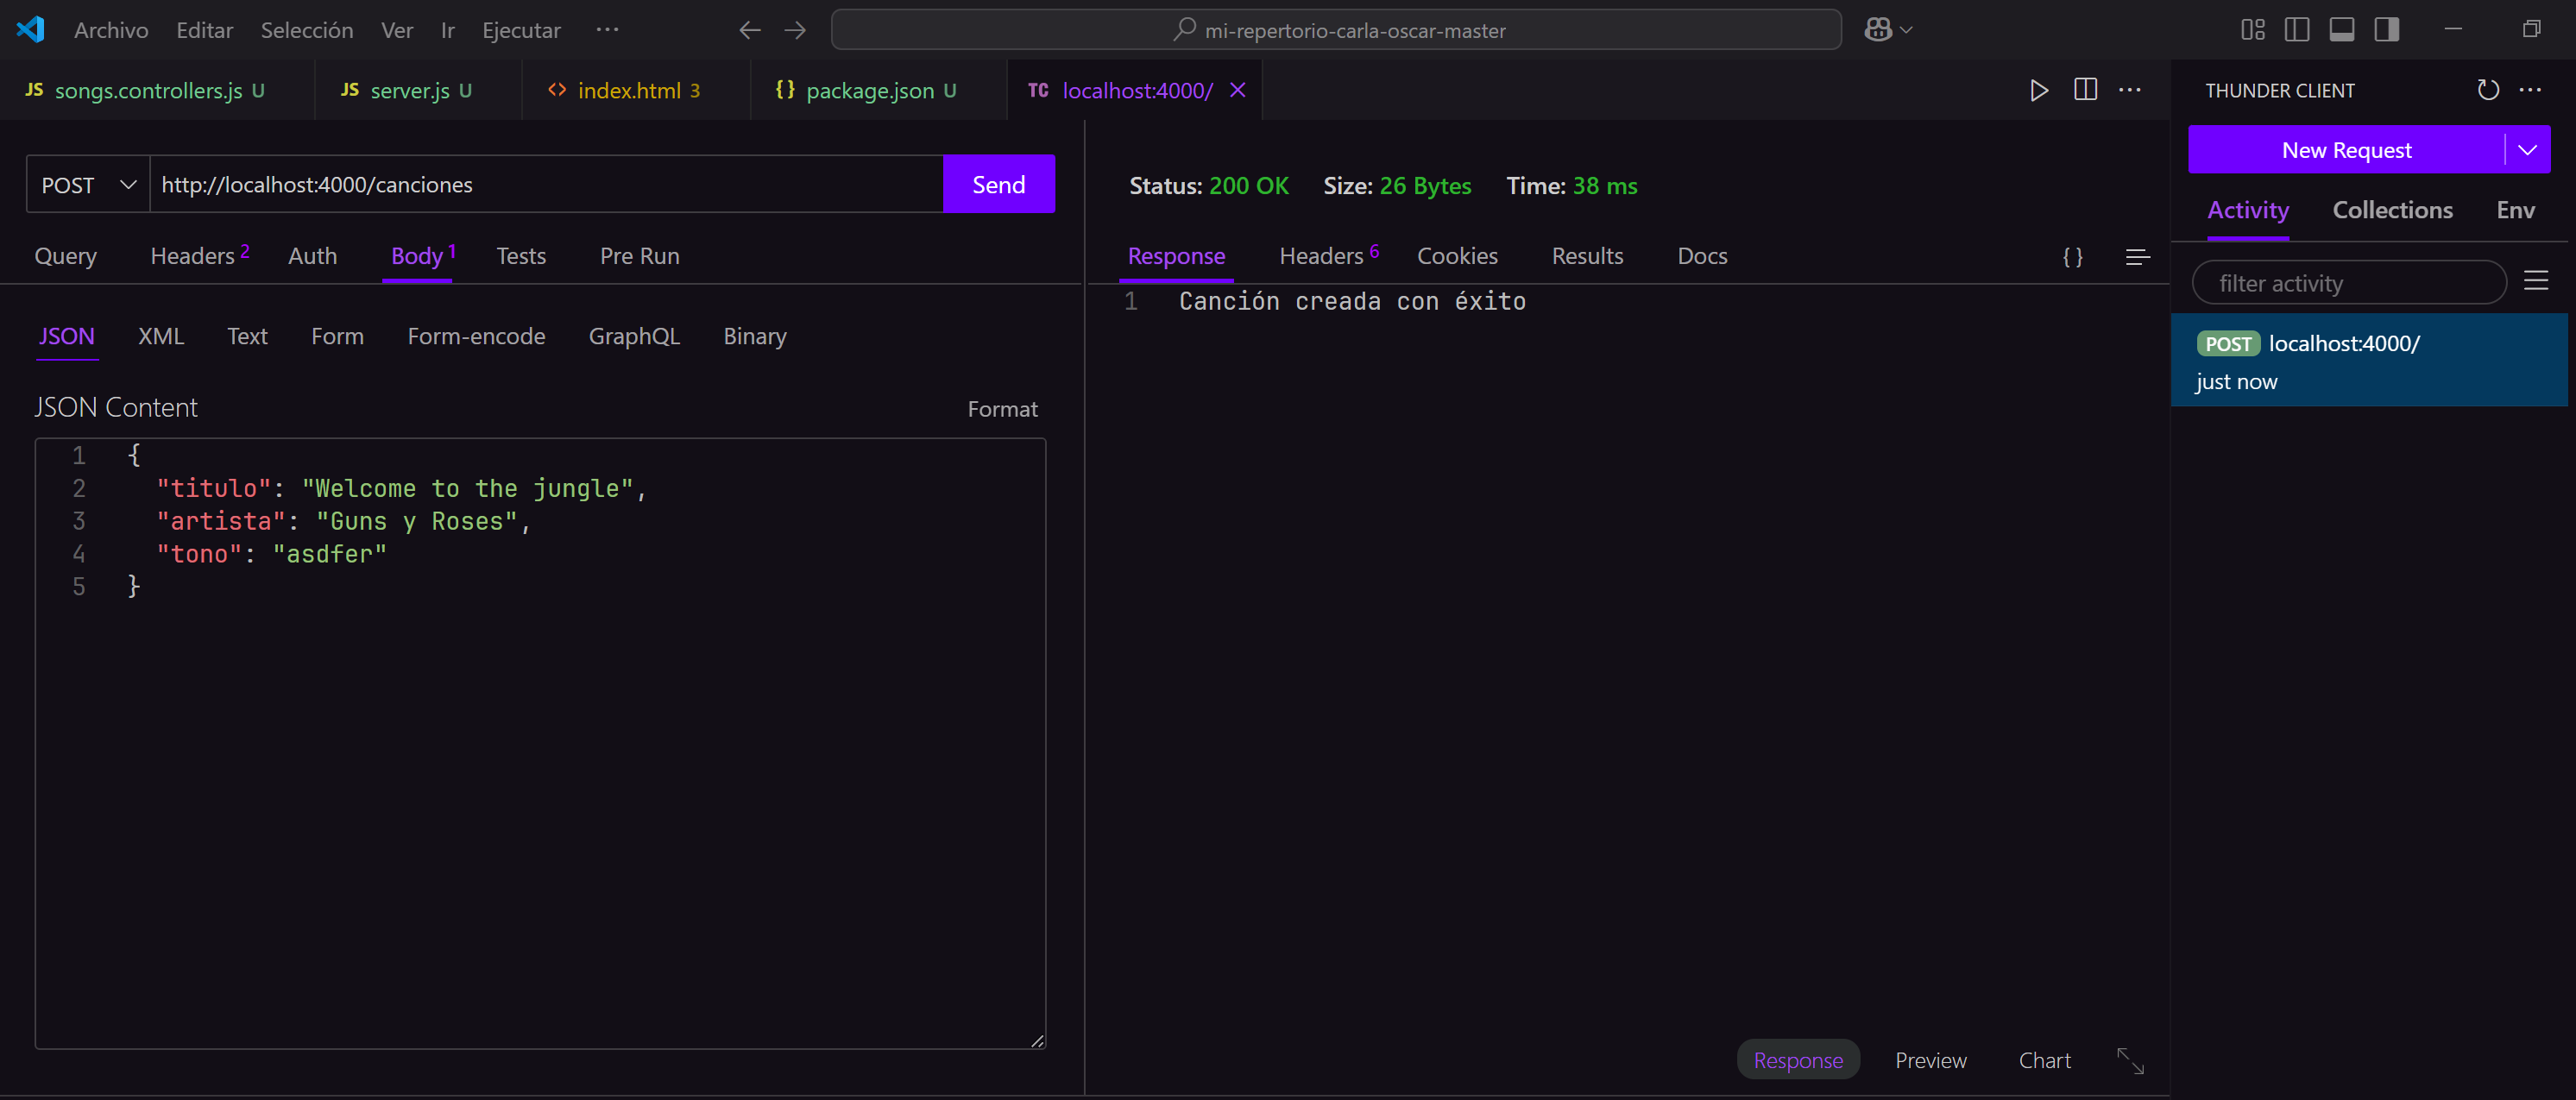 Archivo Editar Selección Ver Ir Ejecutar ··· mi-repertorio-carla-oscar-master
JS songs.controllers.js U JS server.js U <> index.html 3 {} package.json U TC localhost:4000/ THUNDER CLIENT
New Request
POST http://localhost:4000/canciones Send
Status: 200 OK Size: 26 Bytes Time: 38 ms
Activity Collections Env
Query Headers 2 Auth Body 1 Tests Pre Run
Response Headers 6 Cookies Results Docs { }
filter activity
1 Canción creada con éxito
JSON XML Text Form Form-encode GraphQL Binary
POST localhost:4000/
just now
JSON Content Format
1 {
2 "titulo": "Welcome to the jungle",
3 "artista": "Guns y Roses",
4 "tono": "asdfer"
5 }
Response Preview Chart